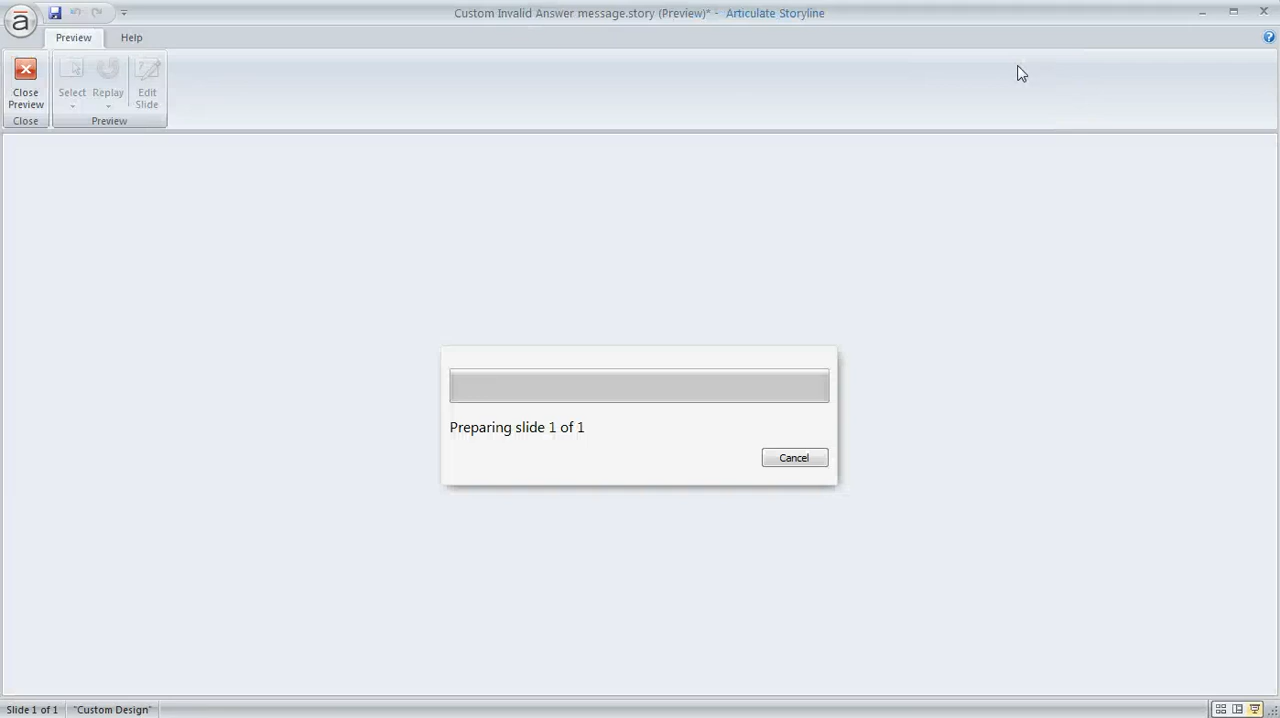 Custom Invalid Answer message.story (Preview)* - Articulate Storyline
Preview Help
Close Preview
Select
Replay
Edit Slide
Close
Preview
Preparing slide 1 of 1
Cancel
Slide 1 of 1 "Custom Design"